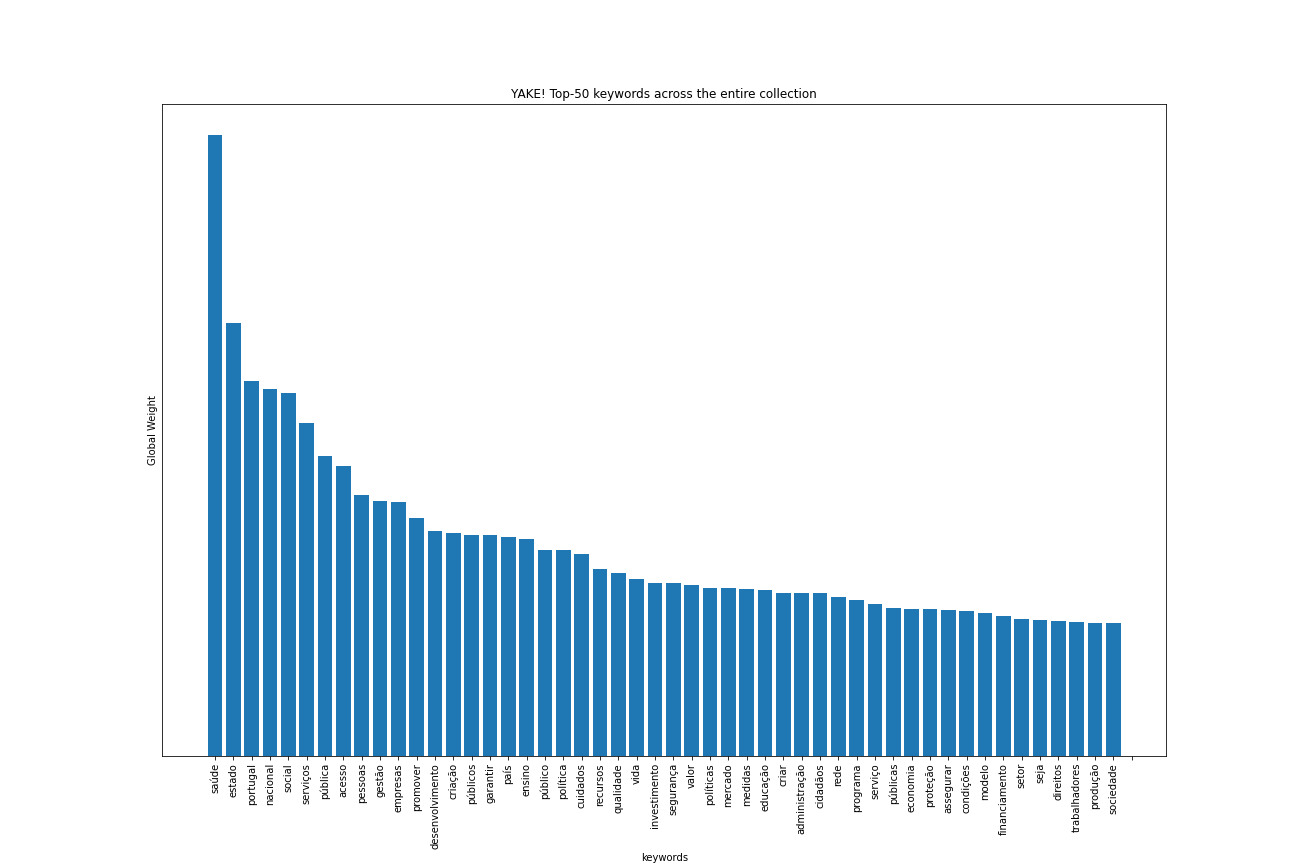 YAKE! Top-50 keywords across the entire collection
Global Weight
saúde
estado
portugal
nacional
social
serviços
pública
acesso
pessoas
gestão
empresas
promover
desenvolvimento
criação
públicos
garantir
país
ensino
público
política
cuidados
recursos
qualidade
vida
investimento
segurança
valor
políticas
mercado
medidas
educação
criar
administração
cidadãos
rede
programa
serviço
públicas
economia
proteção
assegurar
condições
modelo
financiamento
setor
seja
direitos
trabalhadores
produção
sociedade
keywords